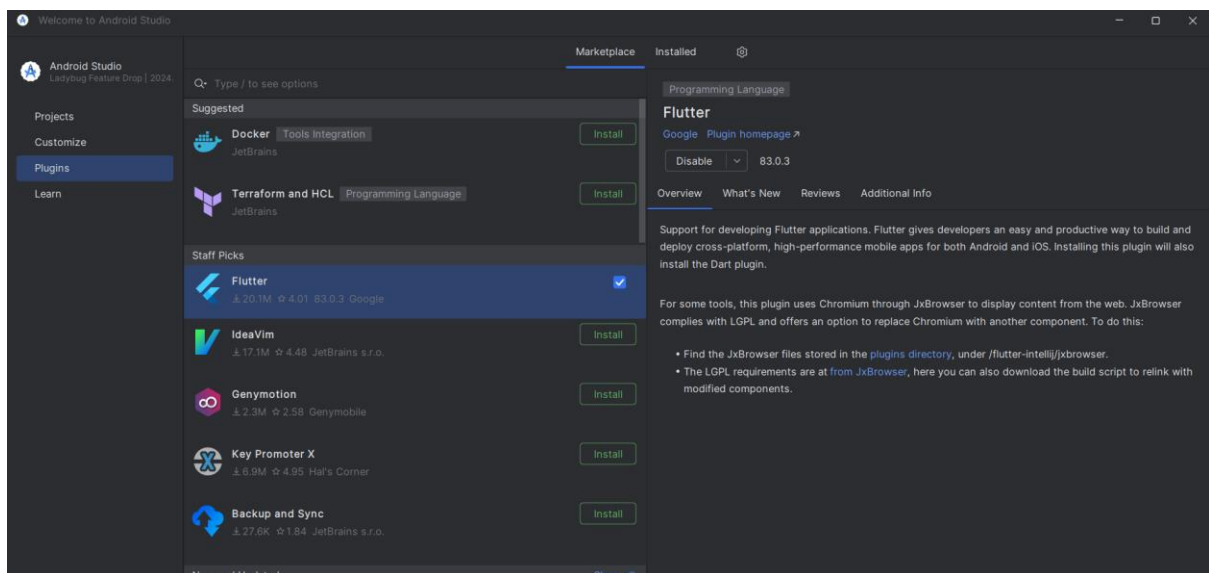 Welcome to Android Studio
Android Studio
Ladybug Feature Drop | 2024.
Projects
Customize
Plugins
Learn
Marketplace
Installed
Type / to see options
Suggested
Docker Tools Integration
JetBrains
Install
Terraform and HCL Programming Language
JetBrains
Install
Staff Picks
Flutter
20.1M 4.01 83.0.3 Google
IdeaVim
17.1M 4.48 JetBrains s.r.o.
Install
Genymotion
2.3M 2.58 Genymobile
Install
Key Promoter X
6.9M 4.95 Hal's Corner
Install
Backup and Sync
27.6K 1.84 JetBrains s.r.o.
Install
Programming Language
Flutter
Google Plugin homepage
Disable 83.0.3
Overview What's New Reviews Additional Info
Support for developing Flutter applications. Flutter gives developers an easy and productive way to build and
deploy cross-platform, high-performance mobile apps for both Android and iOS. Installing this plugin will also
install the Dart plugin.
For some tools, this plugin uses Chromium through JxBrowser to display content from the web. JxBrowser
complies with LGPL and offers an option to replace Chromium with another component. To do this:
• Find the JxBrowser files stored in the plugins directory, under /flutter-intellij/jxbrowser.
• The LGPL requirements are at from JxBrowser, here you can also download the build script to relink with
modified components.